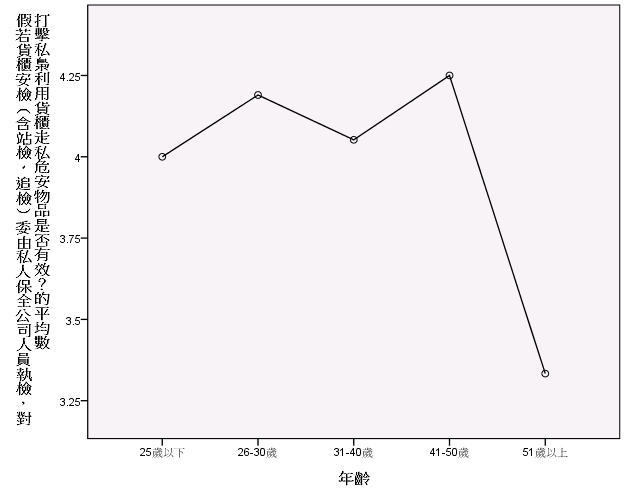 假若貨櫃安檢(含站檢、追檢)委由私人保全公司人員執檢，對
打擊私梟利用貨櫃走私危安物品是否有效?的平均數
4.25
4
3.75
3.5
3.25
25歲以下 26-30歲 31-40歲 41-50歲 51歲以上
年齡